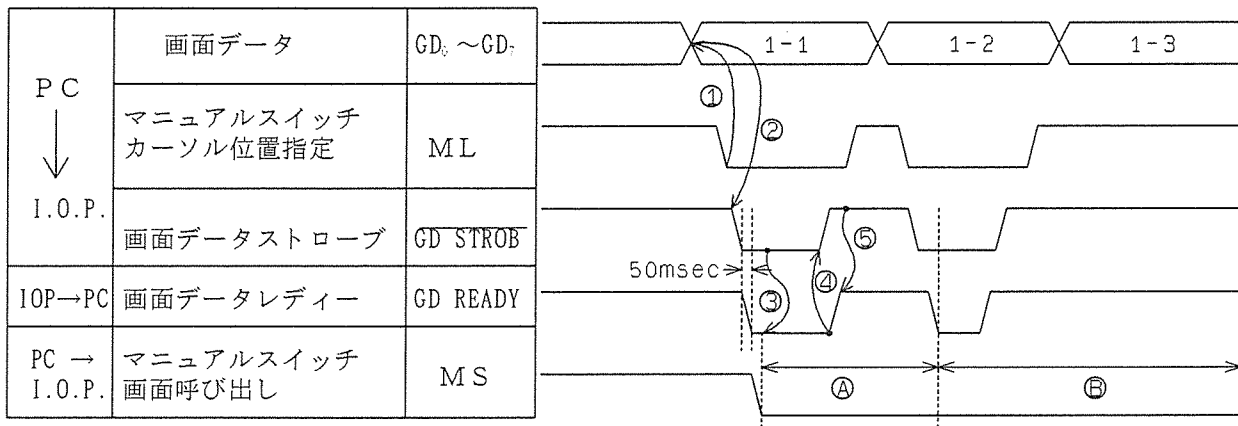 PC
↓
I.O.P.
画面データ
GD₀ ～GD₇
マニュアルスイッチ
カーソル位置指定
ML
画面データストローブ
GD STROB
IOP→PC
画面データレディー
GD READY
PC →
I.O.P.
マニュアルスイッチ
画面呼び出し
MS
1-1
1-2
1-3
①
②
50msec
③
④
⑤
Ⓐ
Ⓑ